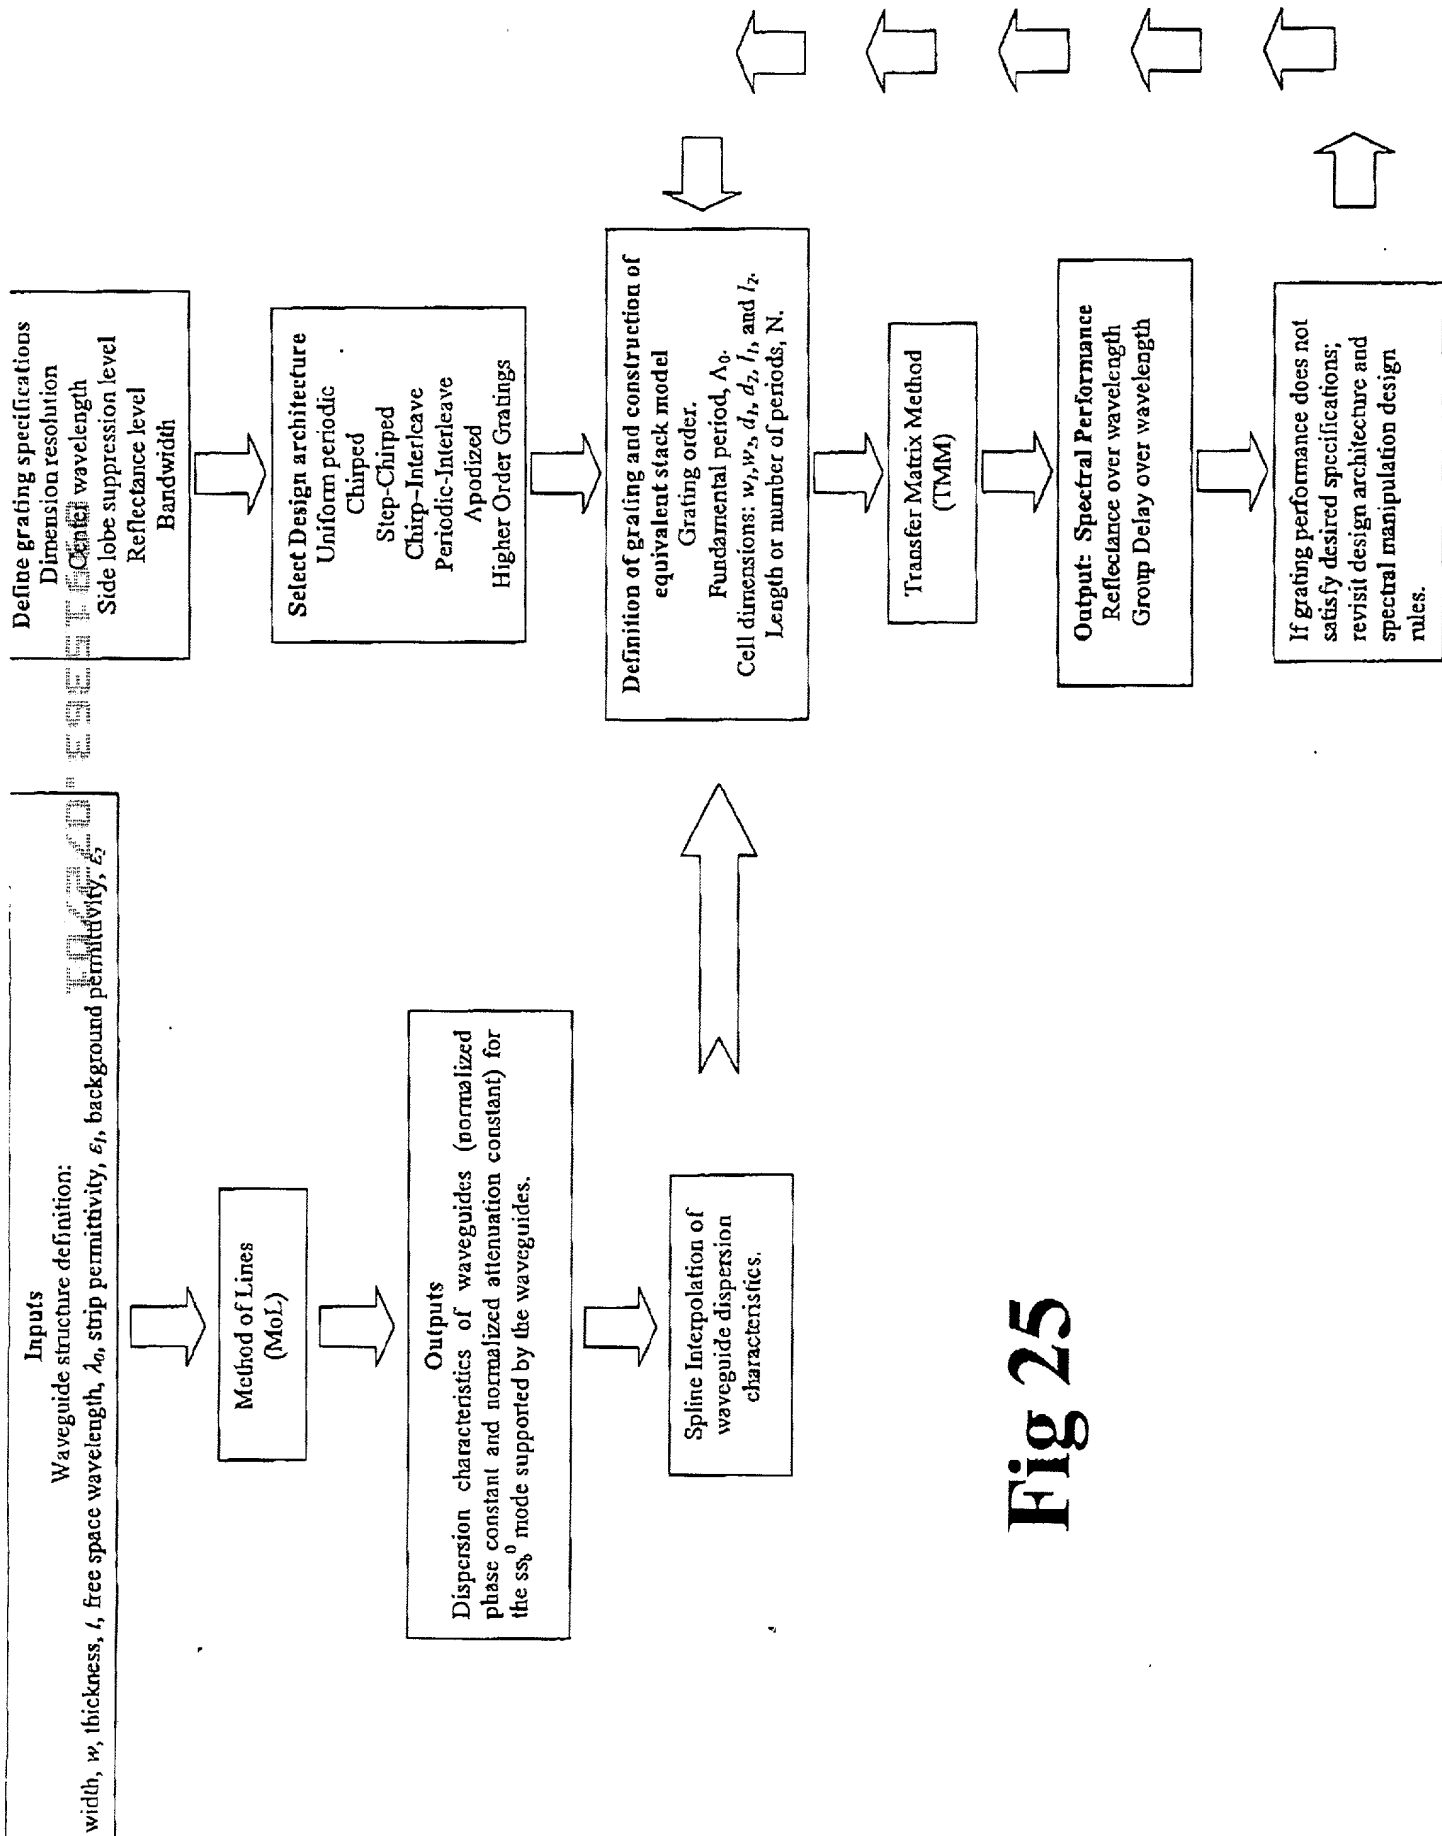 Inputs
Waveguide structure definition:
width, w, thickness, t, free space wavelength, λ₀, strip permittivity, ε₁, background permittivity, ε₂
Method of Lines
(MoL)
Outputs
Dispersion characteristics of waveguides (normalized
phase constant and normalized attenuation constant) for
the ss_b⁰ mode supported by the waveguides.
Spline Interpolation of
waveguide dispersion
characteristics.
Define grating specifications
Dimension resolution
Center wavelength
Side lobe suppression level
Reflectance level
Bandwidth
Select Design architecture
Uniform periodic
Chirped
Step-Chirped
Chirp-Interleave
Periodic-Interleave
Apodized
Higher Order Gratings
Definition of grating and construction of
equivalent stack model
Grating order.
Fundamental period, Λ₀.
Cell dimensions: w₁, w₂, d₁, d₂, l₁, and l₂.
Length or number of periods, N.
Transfer Matrix Method
(TMM)
Output: Spectral Performance
Reflectance over wavelength
Group Delay over wavelength
If grating performance does not
satisfy desired specifications;
revisit design architecture and
spectral manipulation design
rules.
Fig 25